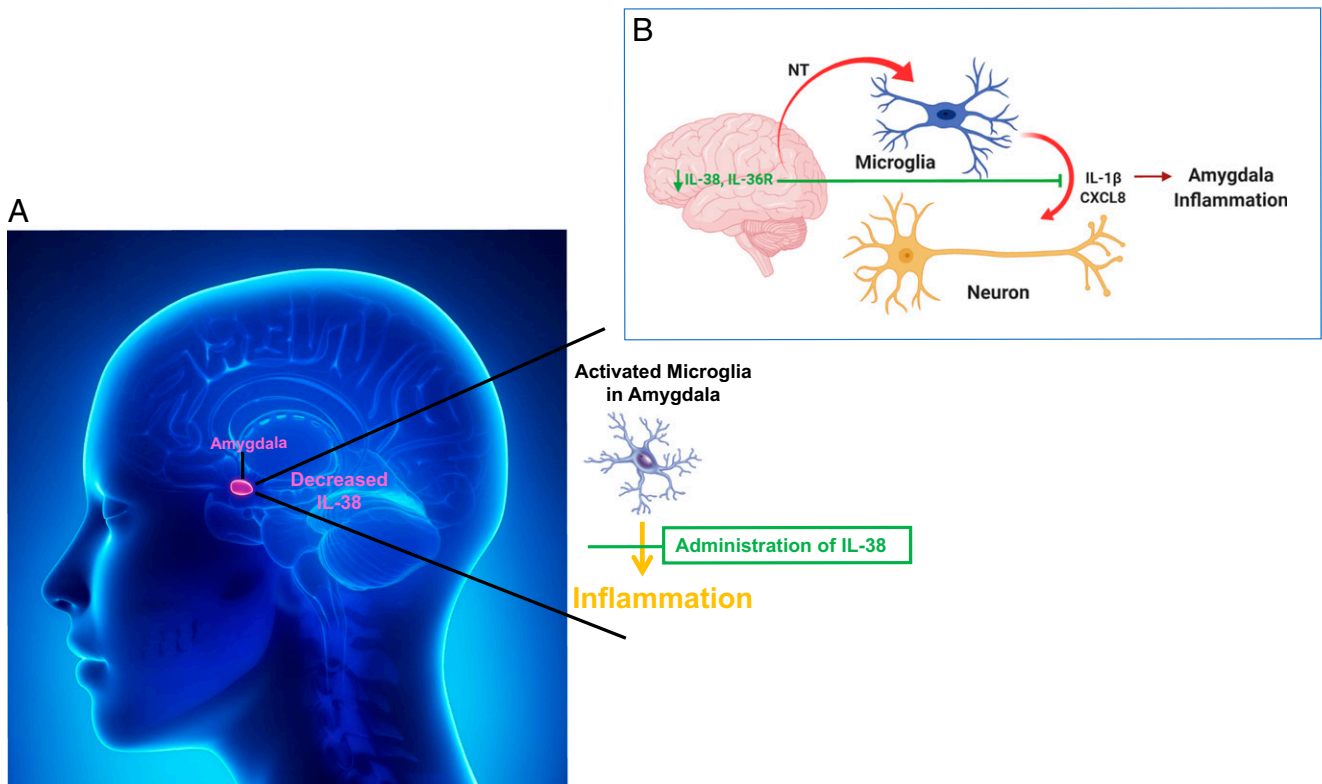 A
Amygdala
Decreased
IL-38
B
NT
Microglia
↓ IL-38, IL-36R
IL-1β
CXCL8
Amygdala
Inflammation
Neuron
Activated Microglia
in Amygdala
Administration of IL-38
Inflammation